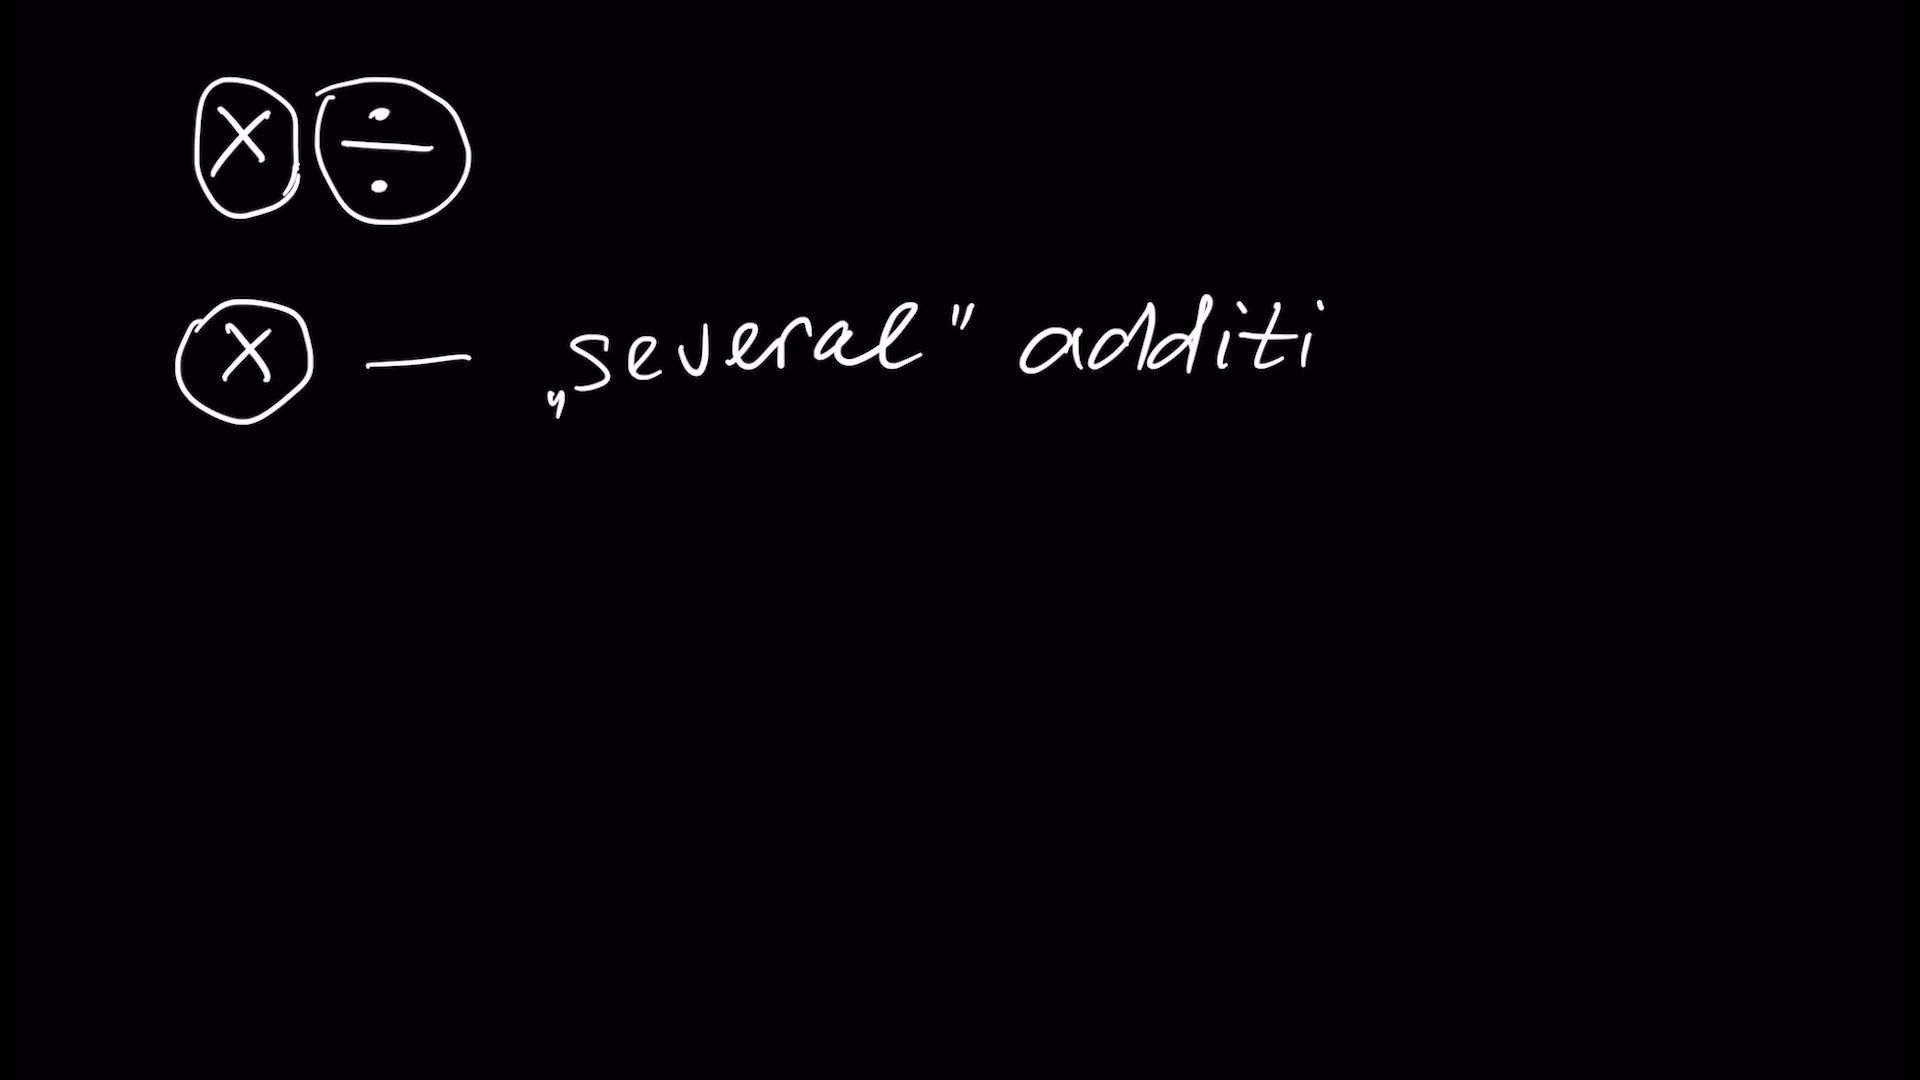 × ÷
× — „several" additi